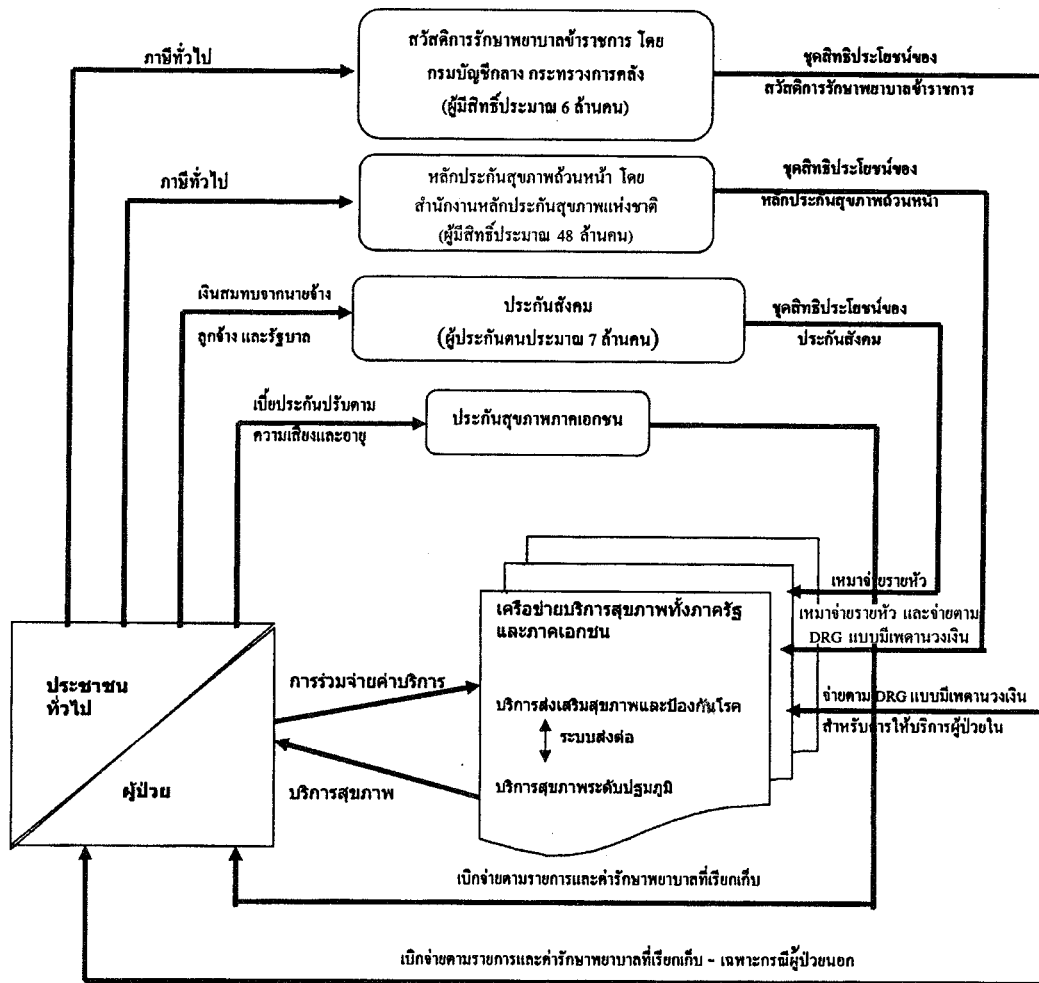 สวัสดิการรักษาพยาบาลข้าราชการ โดย
กรมบัญชีกลาง กระทรวงการคลัง
(ผู้มีสิทธิ์ประมาณ 6 ล้านคน)
ภาษีทั่วไป
ชุดสิทธิประโยชน์ของ
สวัสดิการรักษาพยาบาลข้าราชการ
หลักประกันสุขภาพถ้วนหน้า โดย
สำนักงานหลักประกันสุขภาพแห่งชาติ
(ผู้มีสิทธิ์ประมาณ 48 ล้านคน)
ภาษีทั่วไป
ชุดสิทธิประโยชน์ของ
หลักประกันสุขภาพถ้วนหน้า
เงินสมทบจากนายจ้าง
ลูกจ้าง และรัฐบาล
ประกันสังคม
(ผู้ประกันตนประมาณ 7 ล้านคน)
ชุดสิทธิประโยชน์ของ
ประกันสังคม
เบี้ยประกันปรับตาม
ความเสี่ยงและอายุ
ประกันสุขภาพภาคเอกชน
เหมาจ่ายรายหัว
เหมาจ่ายรายหัว และจ่ายตาม
DRG แบบมีเพดานวงเงิน
จ่ายตาม DRG แบบมีเพดานวงเงิน
สำหรับการให้บริการผู้ป่วยใน
เครือข่ายบริการสุขภาพทั้งภาครัฐ
และภาคเอกชน
บริการส่งเสริมสุขภาพและป้องกันโรค
ระบบส่งต่อ
บริการสุขภาพระดับปฐมภูมิ
ประชาชน
ทั่วไป
ผู้ป่วย
การร่วมจ่ายค่าบริการ
บริการสุขภาพ
เบิกจ่ายตามรายการและค่ารักษาพยาบาลที่เรียกเก็บ
เบิกจ่ายตามรายการและค่ารักษาพยาบาลที่เรียกเก็บ - เฉพาะกรณีผู้ป่วยนอก